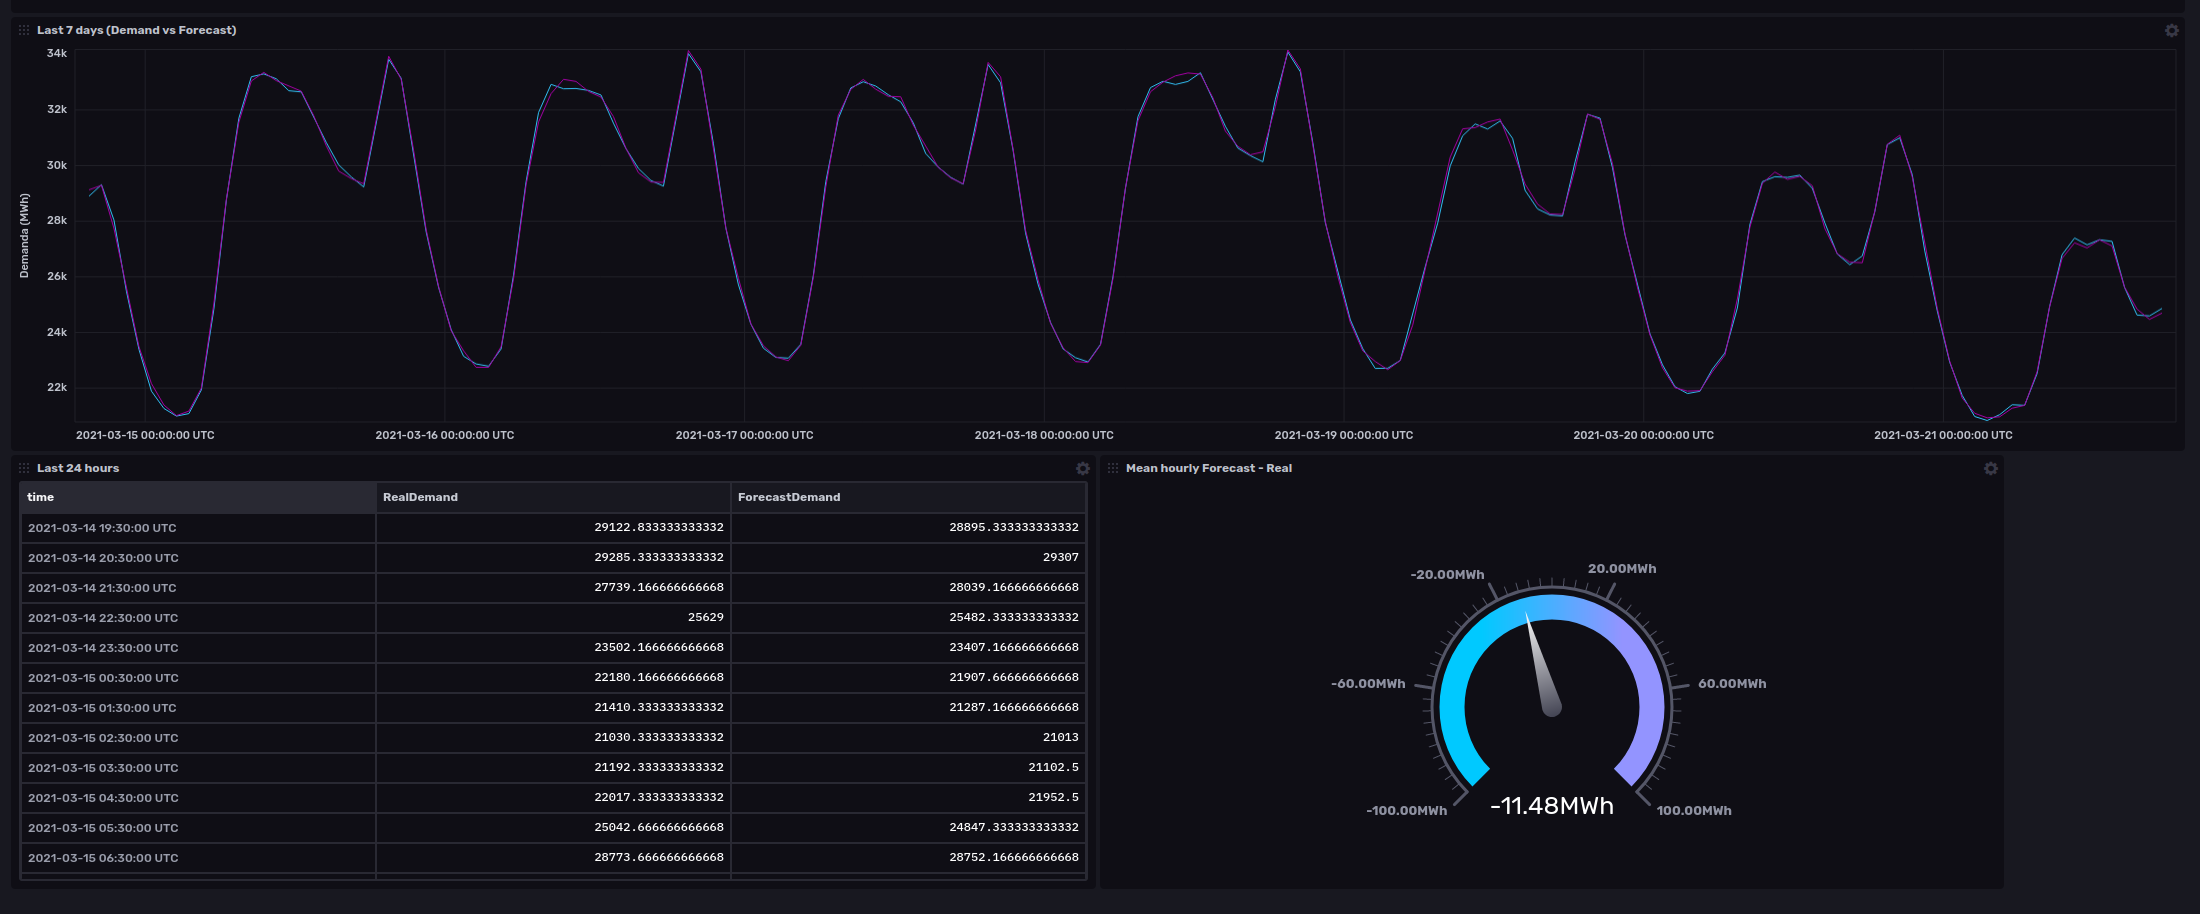 Last 7 days (Demand vs Forecast)
34k
32k
30k
28k
26k
24k
22k
Demanda (MWh)
2021-03-15 00:00:00 UTC
2021-03-16 00:00:00 UTC
2021-03-17 00:00:00 UTC
2021-03-18 00:00:00 UTC
2021-03-19 00:00:00 UTC
2021-03-20 00:00:00 UTC
2021-03-21 00:00:00 UTC
Last 24 hours
time RealDemand ForecastDemand
2021-03-14 19:30:00 UTC 29122.833333333332 28895.333333333332
2021-03-14 20:30:00 UTC 29285.333333333332 29307
2021-03-14 21:30:00 UTC 27739.166666666668 28039.166666666668
2021-03-14 22:30:00 UTC 25629 25482.333333333332
2021-03-14 23:30:00 UTC 23502.166666666668 23407.166666666668
2021-03-15 00:30:00 UTC 22180.166666666668 21907.666666666668
2021-03-15 01:30:00 UTC 21410.333333333332 21287.166666666668
2021-03-15 02:30:00 UTC 21030.333333333332 21013
2021-03-15 03:30:00 UTC 21192.333333333332 21102.5
2021-03-15 04:30:00 UTC 22017.333333333332 21952.5
2021-03-15 05:30:00 UTC 25042.666666666668 24847.333333333332
2021-03-15 06:30:00 UTC 28773.666666666668 28752.166666666668
Mean hourly Forecast - Real
-20.00MWh
20.00MWh
-60.00MWh
60.00MWh
-100.00MWh
-11.48MWh
100.00MWh